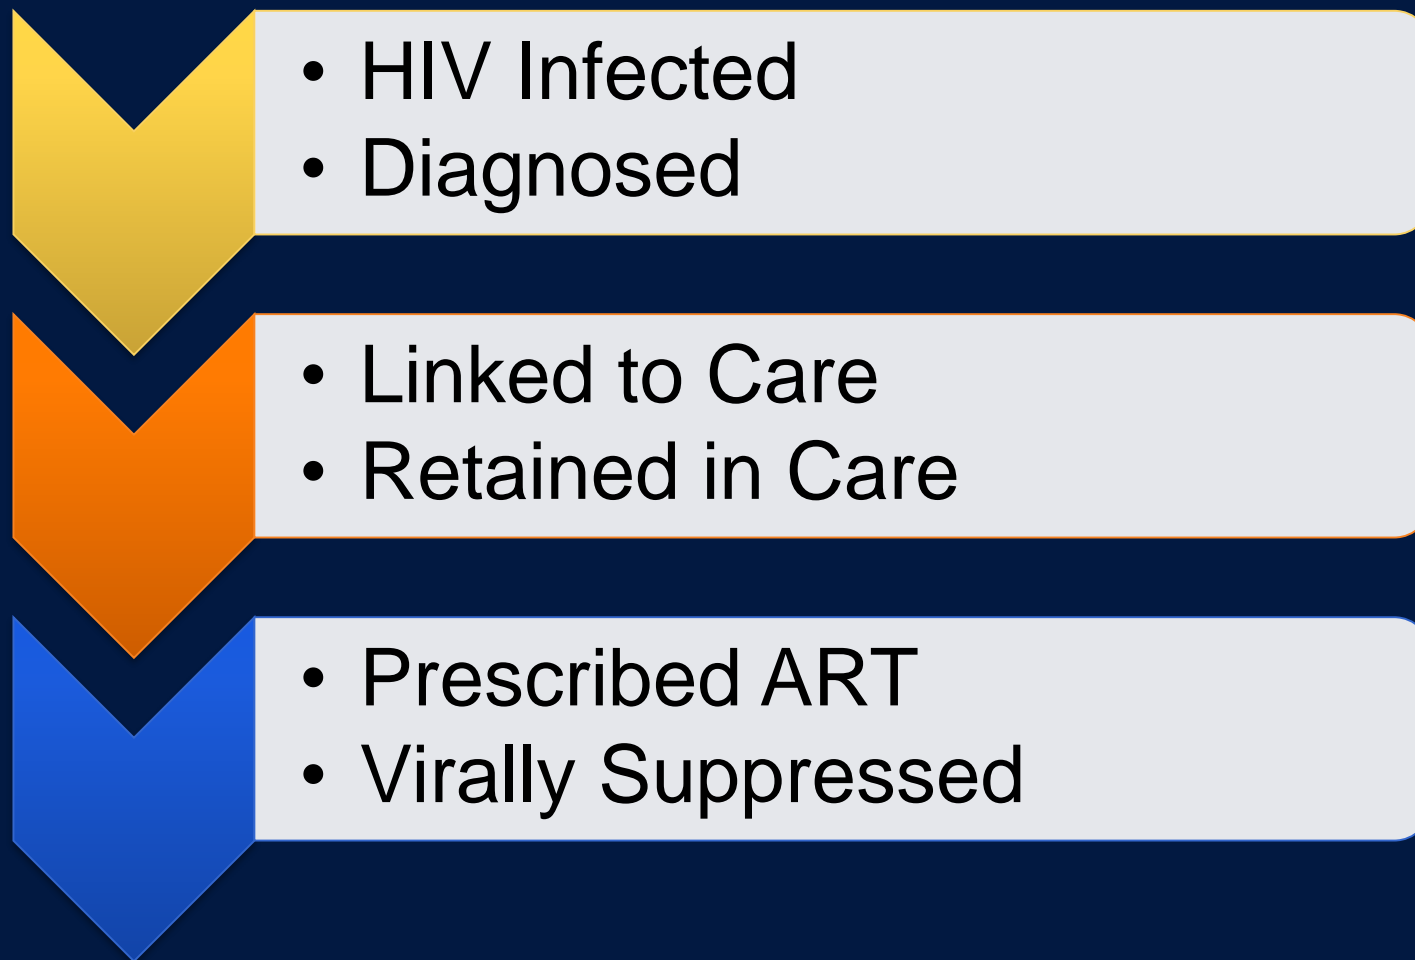 • HIV Infected
• Diagnosed
• Linked to Care
• Retained in Care
• Prescribed ART
• Virally Suppressed